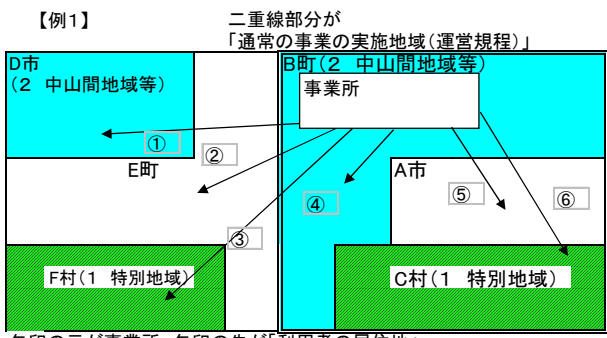 【例1】
二重線部分が
「通常の事業の実施地域(運営規程)」
D市
(2 中山間地域等)
B町(2 中山間地域等)
事業所
①
②
E町
A市
④
⑤
⑥
③
F村(1 特別地域)
C村(1 特別地域)